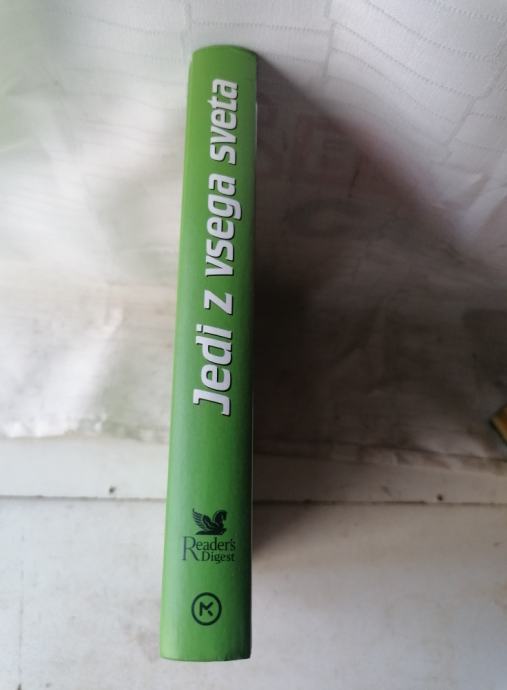 Jedi z vsega sveta
Reader's
Digest